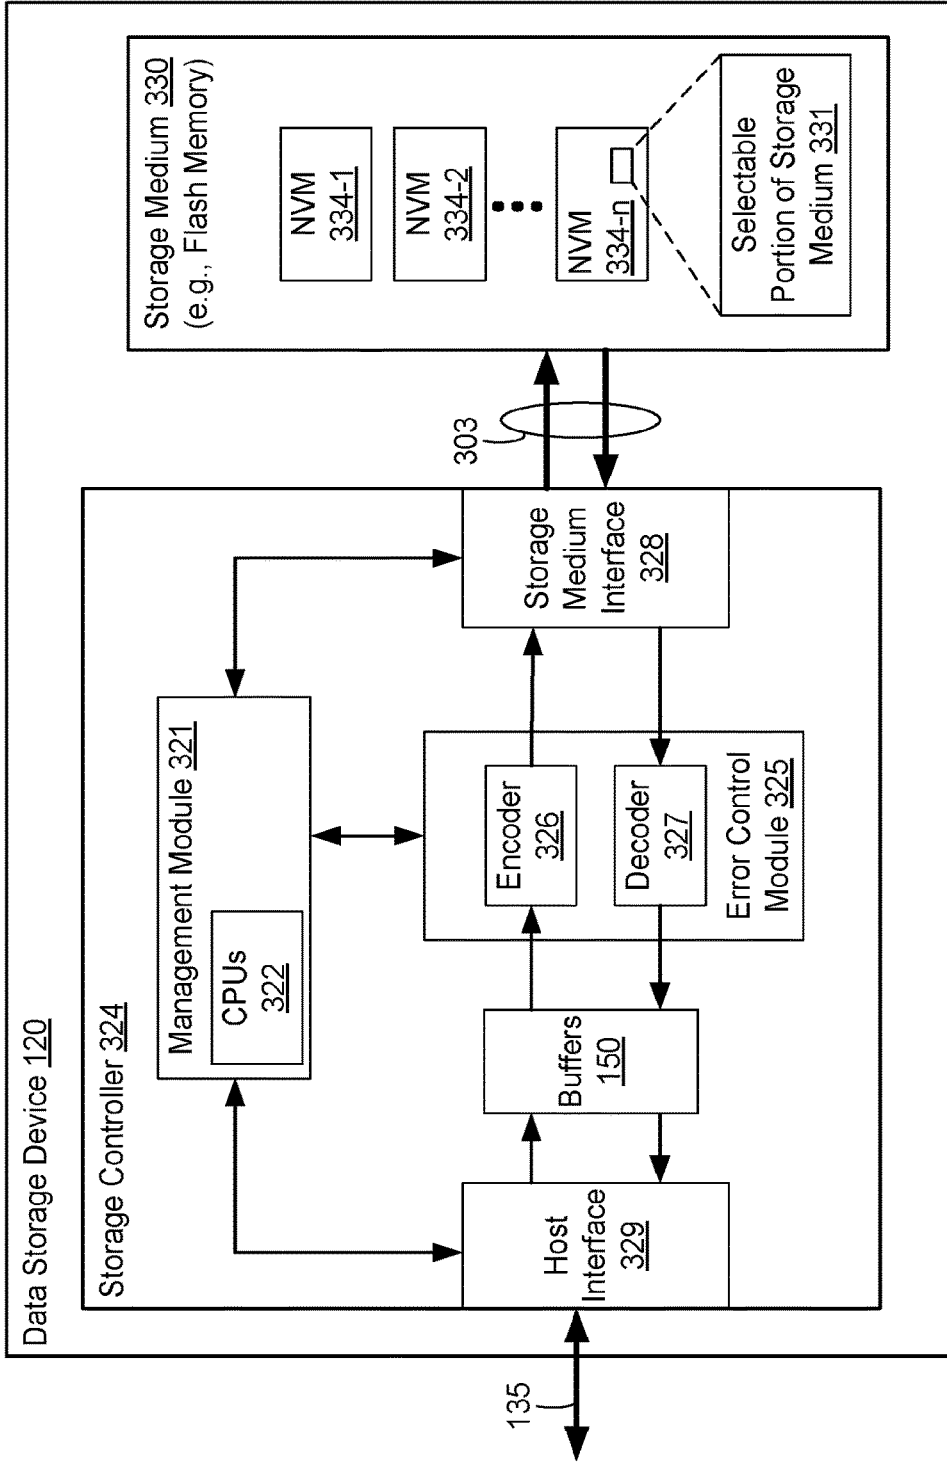 Data Storage Device 120
Storage Controller 324
Management Module 321
CPUs
322
135
Host
Interface
329
Buffers
150
Encoder
326
Decoder
327
Error Control
Module 325
Storage
Medium
Interface
328
303
Storage Medium 330
(e.g., Flash Memory)
NVM
334-1
NVM
334-2
NVM
334-n
Selectable
Portion of Storage
Medium 331